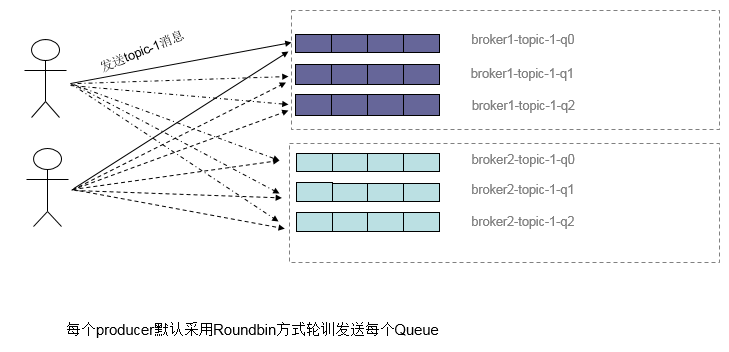 发送topic-1消息
broker1-topic-1-q0
broker1-topic-1-q1
broker1-topic-1-q2
broker2-topic-1-q0
broker2-topic-1-q1
broker2-topic-1-q2
每个producer默认采用Roundbin方式轮训发送每个Queue